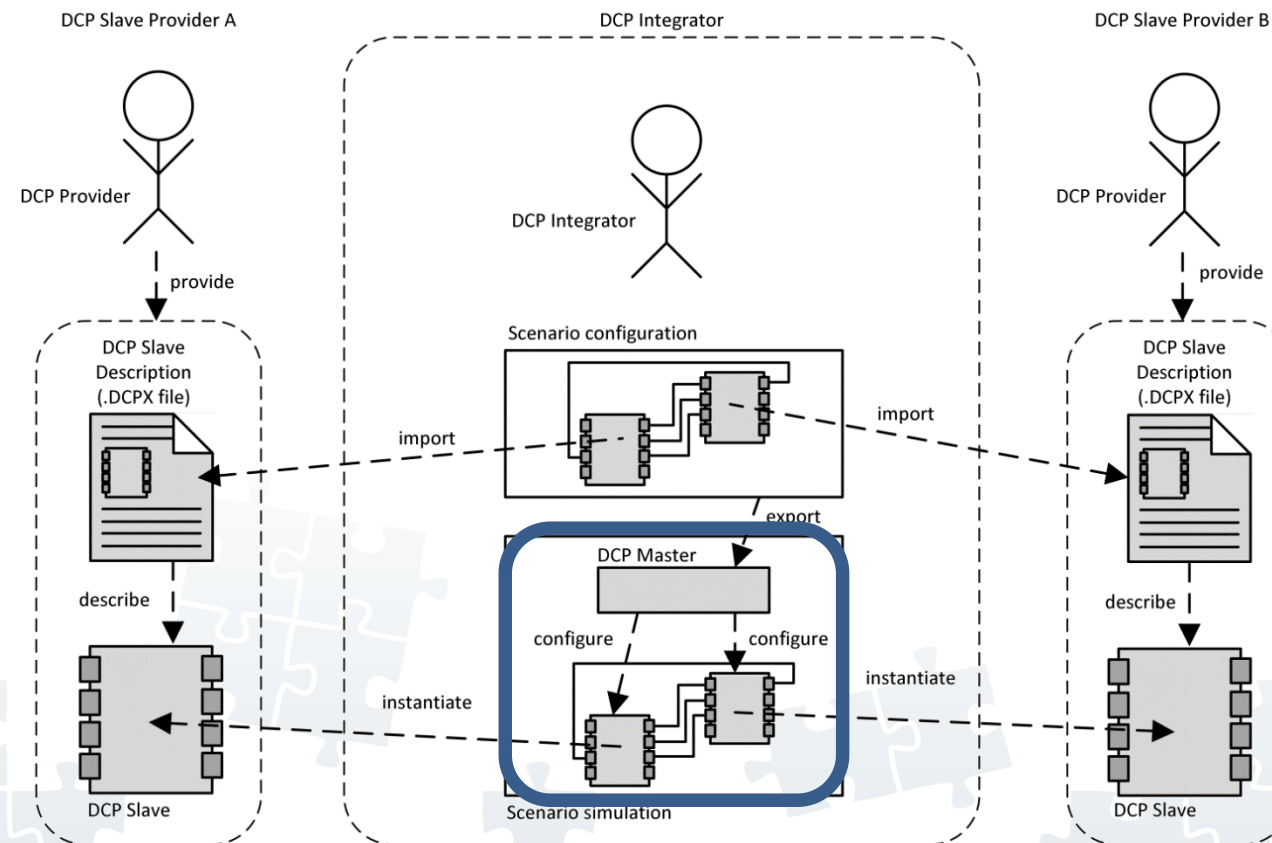 DCP Slave Provider A
DCP Integrator
DCP Slave Provider B
DCP Provider
DCP Integrator
DCP Provider
provide
provide
DCP Slave
Description
(.DCPX file)
Scenario configuration
DCP Slave
Description
(.DCPX file)
import
import
export
DCP Master
describe
describe
configure
configure
instantiate
instantiate
DCP Slave
Scenario simulation
DCP Slave